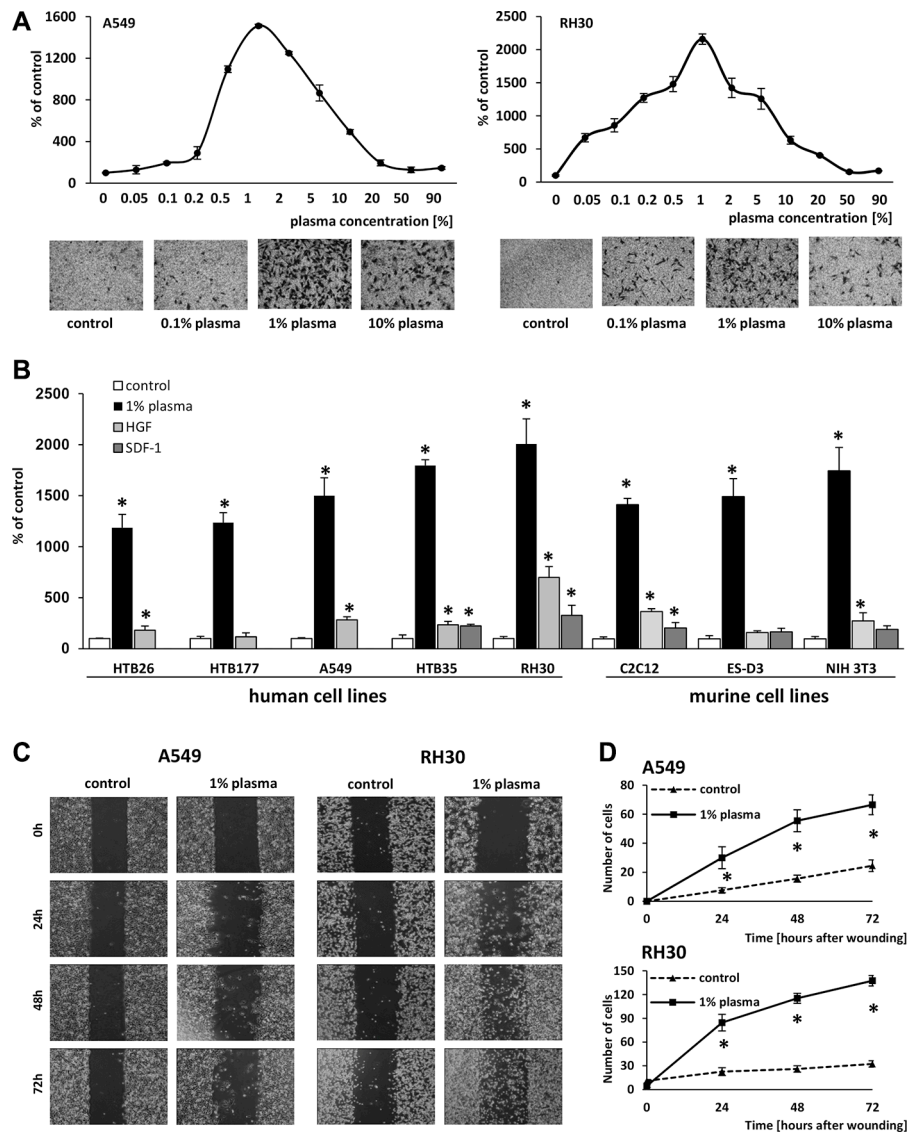 A
A549
1600
1200
800
400
0
% of control
0 0.05 0.1 0.2 0.5 1 2 5 10 20 50 90
plasma concentration [%]
control 0.1% plasma 1% plasma 10% plasma
RH30
2500
2000
1500
1000
500
0
% of control
0 0.05 0.1 0.2 0.5 1 2 5 10 20 50 90
plasma concentration [%]
control 0.1% plasma 1% plasma 10% plasma
B
control
1% plasma
HGF
SDF-1
2500
2000
1500
1000
500
0
% of control
* * * * * * * * * * * * * * * *
HTB26 HTB177 A549 HTB35 RH30 C2C12 ES-D3 NIH 3T3
human cell lines murine cell lines
C
A549 RH30
control 1% plasma control 1% plasma
0h
24h
48h
72h
D
A549
control
1% plasma
80
60
40
20
0
Number of cells
* * *
0 24 48 72
Time [hours after wounding]
RH30
control
1% plasma
150
120
90
60
30
0
Number of cells
* * *
0 24 48 72
Time [hours after wounding]